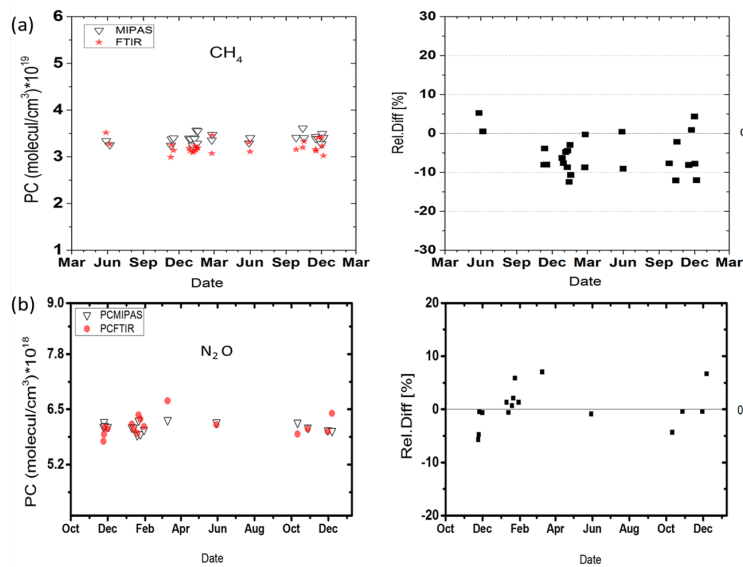 (a)
6
5
4
3
2
1
PC (molecul/cm³)*10¹⁹
MIPAS
FTIR
CH₄
Mar Jun Sep Dec Mar Jun Sep Dec Mar
Date
30
20
10
0
-10
-20
-30
Rel.Diff [%]
0
Mar Jun Sep Dec Mar Jun Sep Dec Mar
Date
(b)
9.0
7.8
6.5
5.2
PC (molecul/cm³)*10¹⁸
PCMIPAS
PCFTIR
N₂O
Oct Dec Feb Apr Jun Aug Oct Dec
Date
20
10
0
-10
-20
Rel.Diff [%]
0
Oct Dec Feb Apr Jun Aug Oct Dec
Date